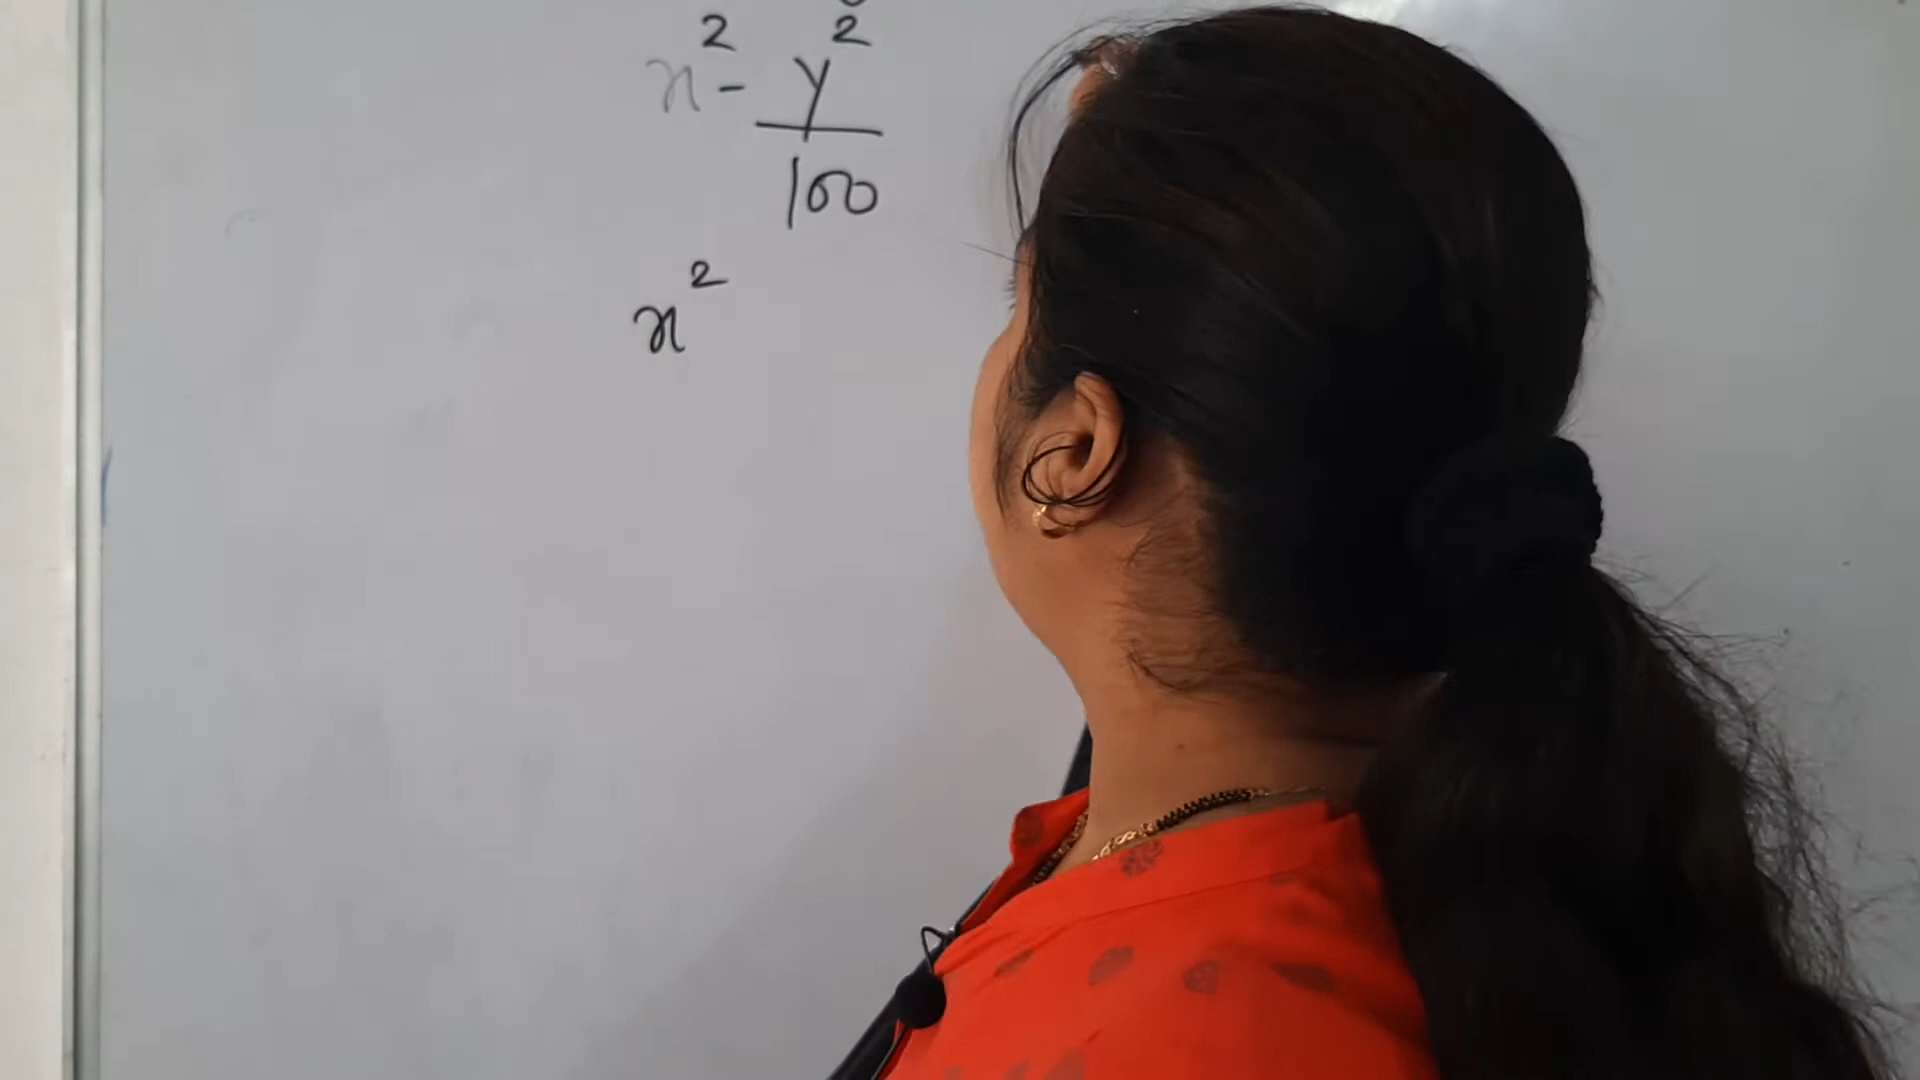 x² - y²/100
x²